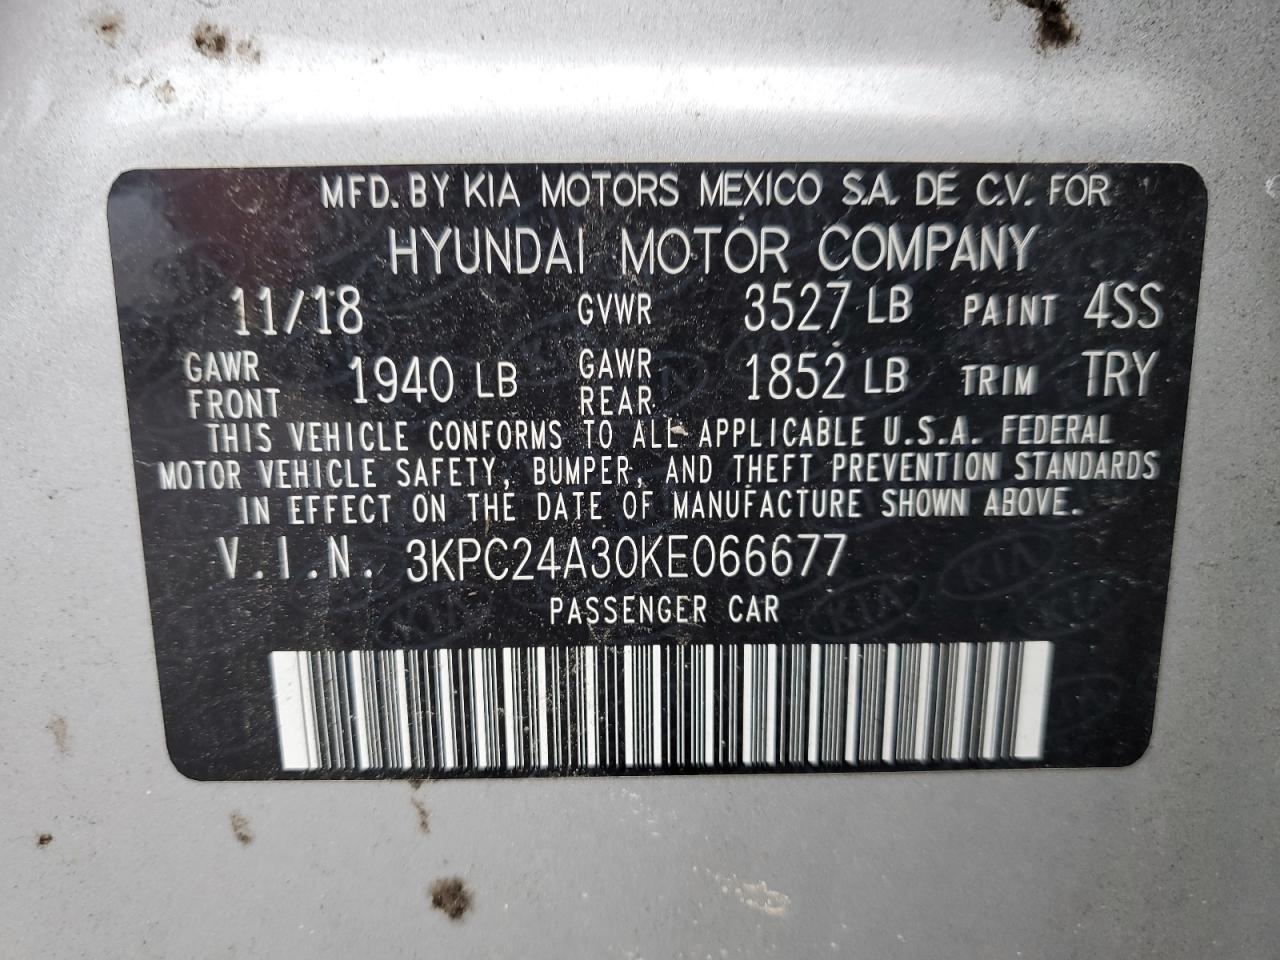 MFD. BY KIA MOTORS MEXICO S.A. DE C.V. FOR
HYUNDAI MOTOR COMPANY
11/18 GVWR 3527 LB PAINT 4SS
GAWR FRONT 1940 LB GAWR REAR 1852 LB TRIM TRY
THIS VEHICLE CONFORMS TO ALL APPLICABLE U.S.A. FEDERAL
MOTOR VEHICLE SAFETY, BUMPER, AND THEFT PREVENTION STANDARDS
IN EFFECT ON THE DATE OF MANUFACTURE SHOWN ABOVE.
V.I.N. 3KPC24A30KE066677
PASSENGER CAR
KIA KIA